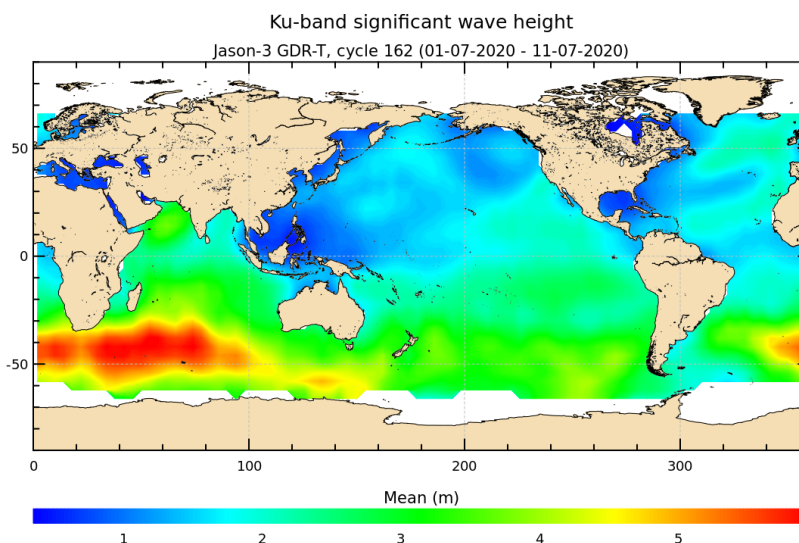 Ku-band significant wave height
Jason-3 GDR-T, cycle 162 (01-07-2020 - 11-07-2020)
50
0
-50
0 100 200 300
Mean (m)
1 2 3 4 5